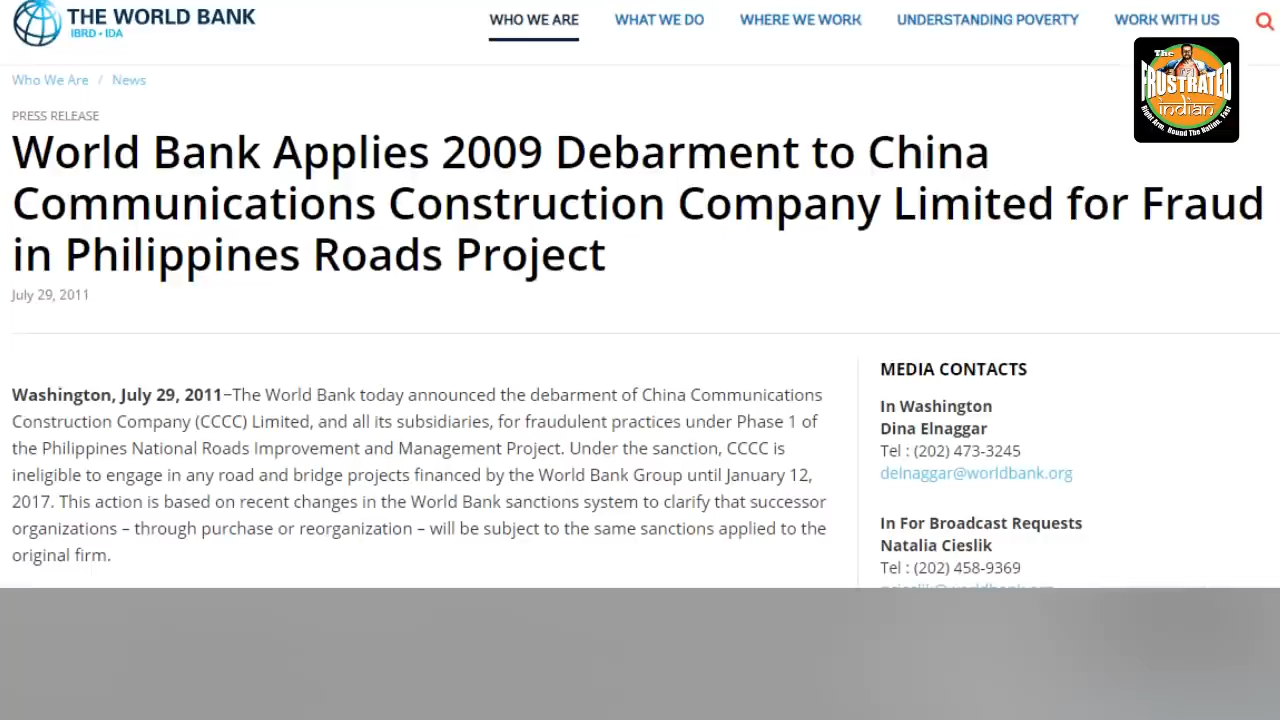 THE WORLD BANK
IBRD • IDA
WHO WE ARE
WHAT WE DO
WHERE WE WORK
UNDERSTANDING POVERTY
WORK WITH US
The
FRUSTRATED
indian
Right Arm, Round The Nation, Fast
Who We Are / News
PRESS RELEASE
World Bank Applies 2009 Debarment to China
Communications Construction Company Limited for Fraud
in Philippines Roads Project
July 29, 2011
Washington, July 29, 2011–The World Bank today announced the debarment of China Communications
Construction Company (CCCC) Limited, and all its subsidiaries, for fraudulent practices under Phase 1 of
the Philippines National Roads Improvement and Management Project. Under the sanction, CCCC is
ineligible to engage in any road and bridge projects financed by the World Bank Group until January 12,
2017. This action is based on recent changes in the World Bank sanctions system to clarify that successor
organizations – through purchase or reorganization – will be subject to the same sanctions applied to the
original firm.
MEDIA CONTACTS
In Washington
Dina Elnaggar
Tel : (202) 473-3245
delnaggar@worldbank.org
In For Broadcast Requests
Natalia Cieslik
Tel : (202) 458-9369